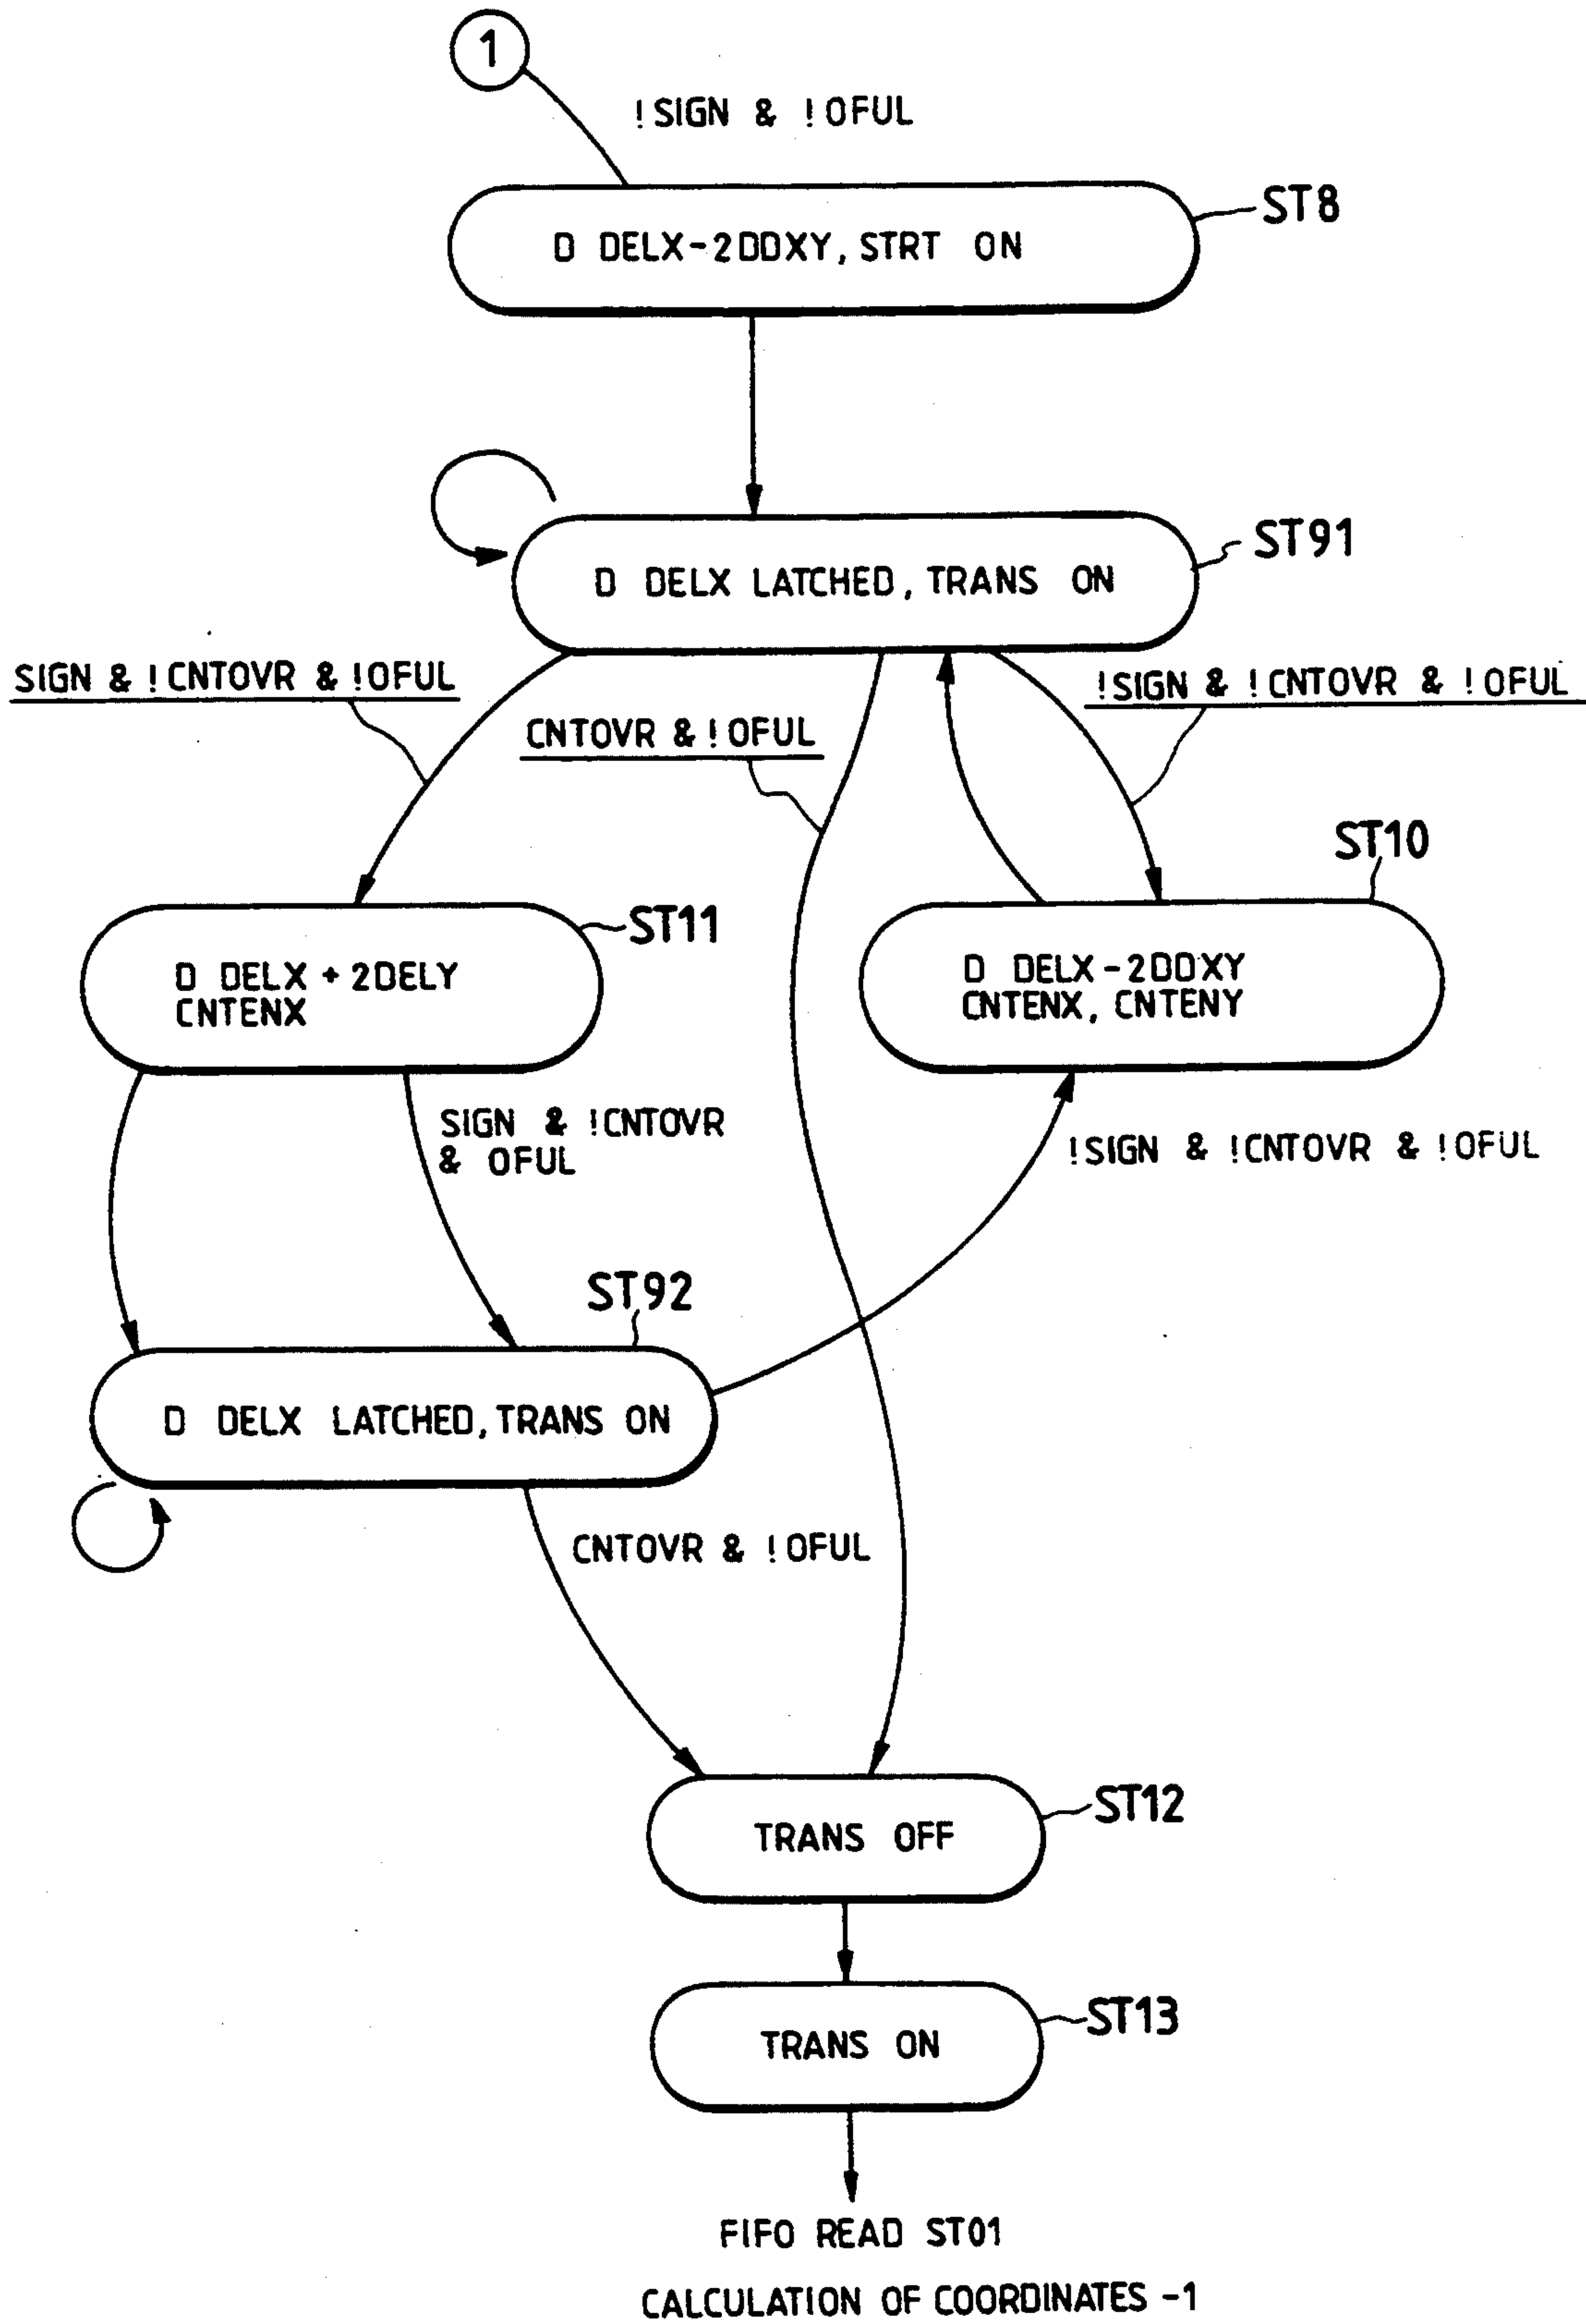 1
!SIGN & !OFUL
ST8
D DELX-2DDXY, STRT ON
ST91
D DELX LATCHED, TRANS ON
SIGN & !CNTOVR & !OFUL
!SIGN & !CNTOVR & !OFUL
CNTOVR & !OFUL
ST10
ST11
D DELX + 2DELY
CNTENX
D DELX-2DDXY
CNTENX, CNTENY
SIGN & !CNTOVR
& OFUL
!SIGN & !CNTOVR & !OFUL
ST92
D DELX LATCHED, TRANS ON
CNTOVR & !OFUL
ST12
TRANS OFF
ST13
TRANS ON
FIFO READ ST01
CALCULATION OF COORDINATES -1